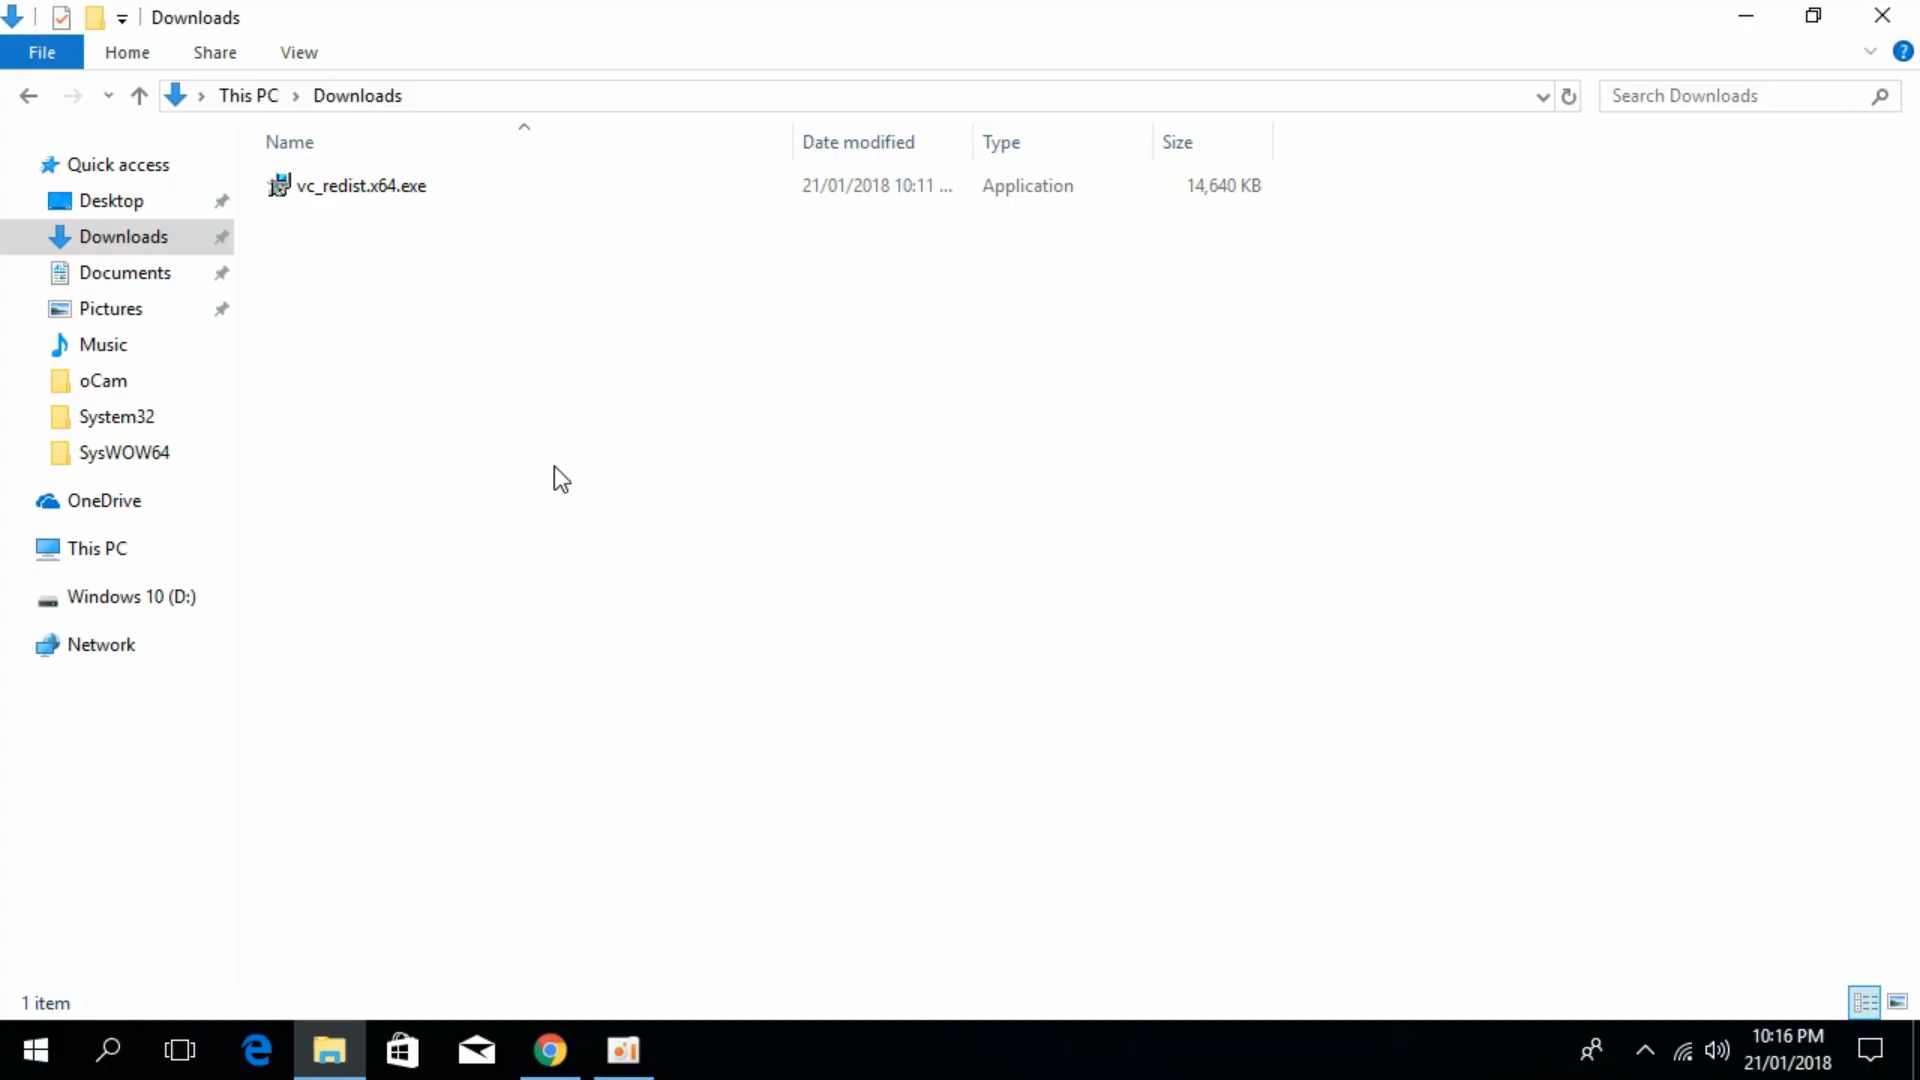 Downloads
File Home Share View
This PC Downloads
Search Downloads
Name Date modified Type Size
vc_redist.x64.exe 21/01/2018 10:11 ... Application 14,640 KB
Quick access
Desktop
Downloads
Documents
Pictures
Music
oCam
System32
SysWOW64
OneDrive
This PC
Windows 10 (D:)
Network
1 item
10:16 PM
21/01/2018